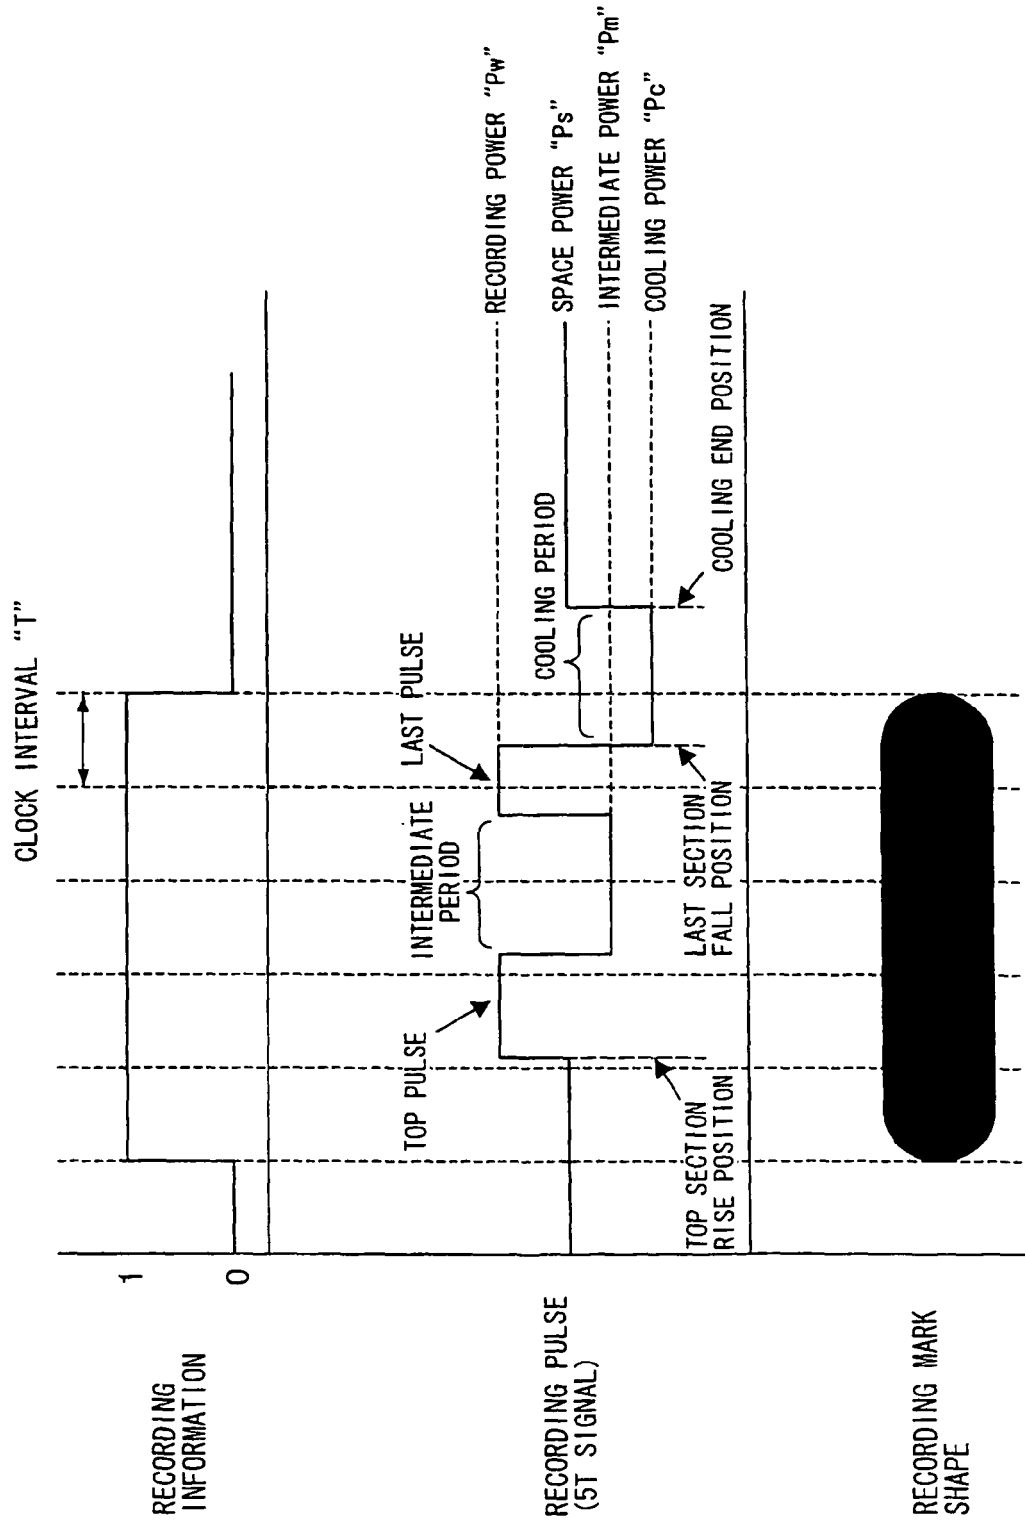 CLOCK INTERVAL "T"
RECORDING
INFORMATION
1
0
RECORDING PULSE
(5T SIGNAL)
TOP PULSE
INTERMEDIATE
PERIOD
LAST PULSE
COOLING PERIOD
RECORDING POWER "Pw"
SPACE POWER "Ps"
INTERMEDIATE POWER "Pm"
COOLING POWER "Pc"
TOP SECTION
RISE POSITION
LAST SECTION
FALL POSITION
COOLING END POSITION
RECORDING MARK
SHAPE